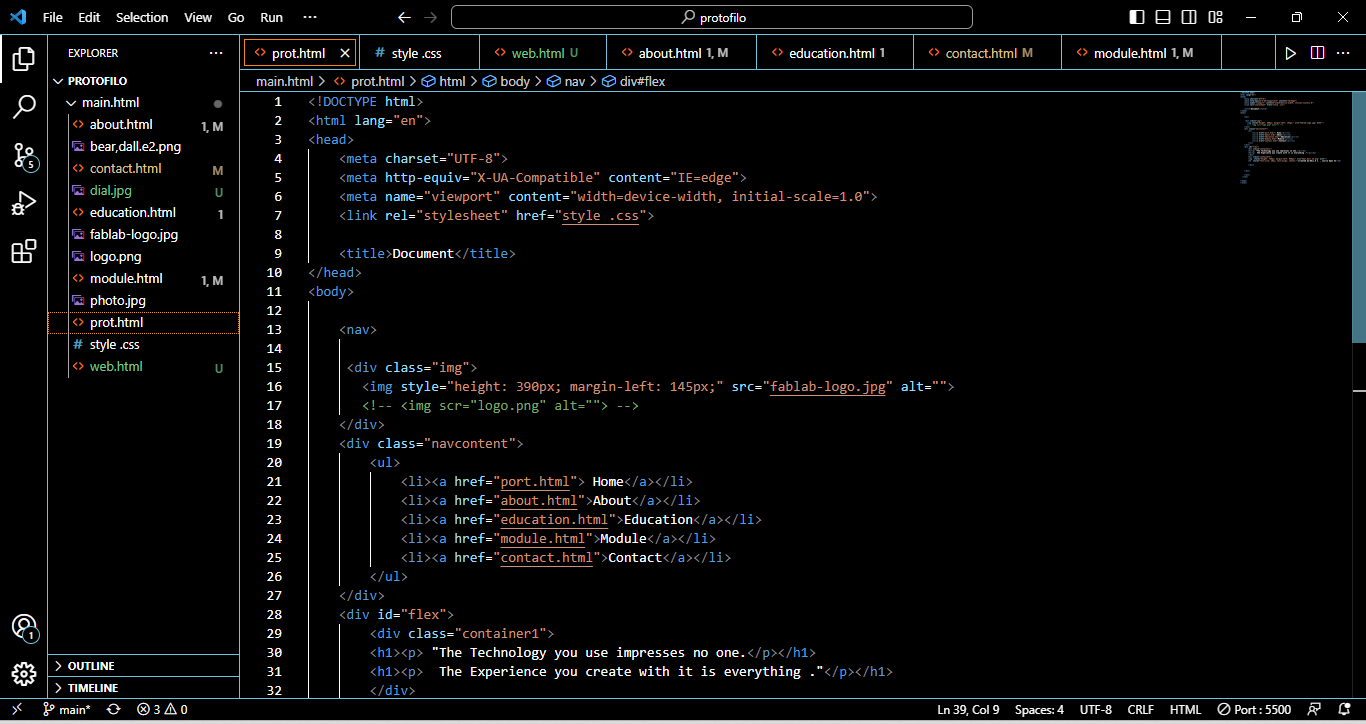 File Edit Selection View Go Run ··· protofilo
EXPLORER ···
PROTOFILO
main.html
about.html 1, M
bear,dall.e2.png
contact.html M
dial.jpg U
education.html 1
fablab-logo.jpg
logo.png
module.html 1, M
photo.jpg
prot.html
style .css
web.html U
OUTLINE
TIMELINE
5
1
prot.html # style .css web.html U about.html 1, M education.html 1 contact.html M module.html 1, M
main.html > prot.html > html > body > nav > div#flex
1 <!DOCTYPE html>
2 <html lang="en">
3 <head>
4 <meta charset="UTF-8">
5 <meta http-equiv="X-UA-Compatible" content="IE=edge">
6 <meta name="viewport" content="width=device-width, initial-scale=1.0">
7 <link rel="stylesheet" href="style .css">
8
9 <title>Document</title>
10 </head>
11 <body>
12
13 <nav>
14
15 <div class="img">
16 <img style="height: 390px; margin-left: 145px;" src="fablab-logo.jpg" alt="">
17 <!-- <img scr="logo.png" alt=""> -->
18 </div>
19 <div class="navcontent">
20 <ul>
21 <li><a href="port.html"> Home</a></li>
22 <li><a href="about.html">About</a></li>
23 <li><a href="education.html">Education</a></li>
24 <li><a href="module.html">Module</a></li>
25 <li><a href="contact.html">Contact</a></li>
26 </ul>
27 </div>
28 <div id="flex">
29 <div class="container1">
30 <h1><p> "The Technology you use impresses no one.</p></h1>
31 <h1><p>  The Experience you create with it is everything ."</p></h1>
32 </div>
main* 3 0 Ln 39, Col 9 Spaces: 4 UTF-8 CRLF HTML Port : 5500